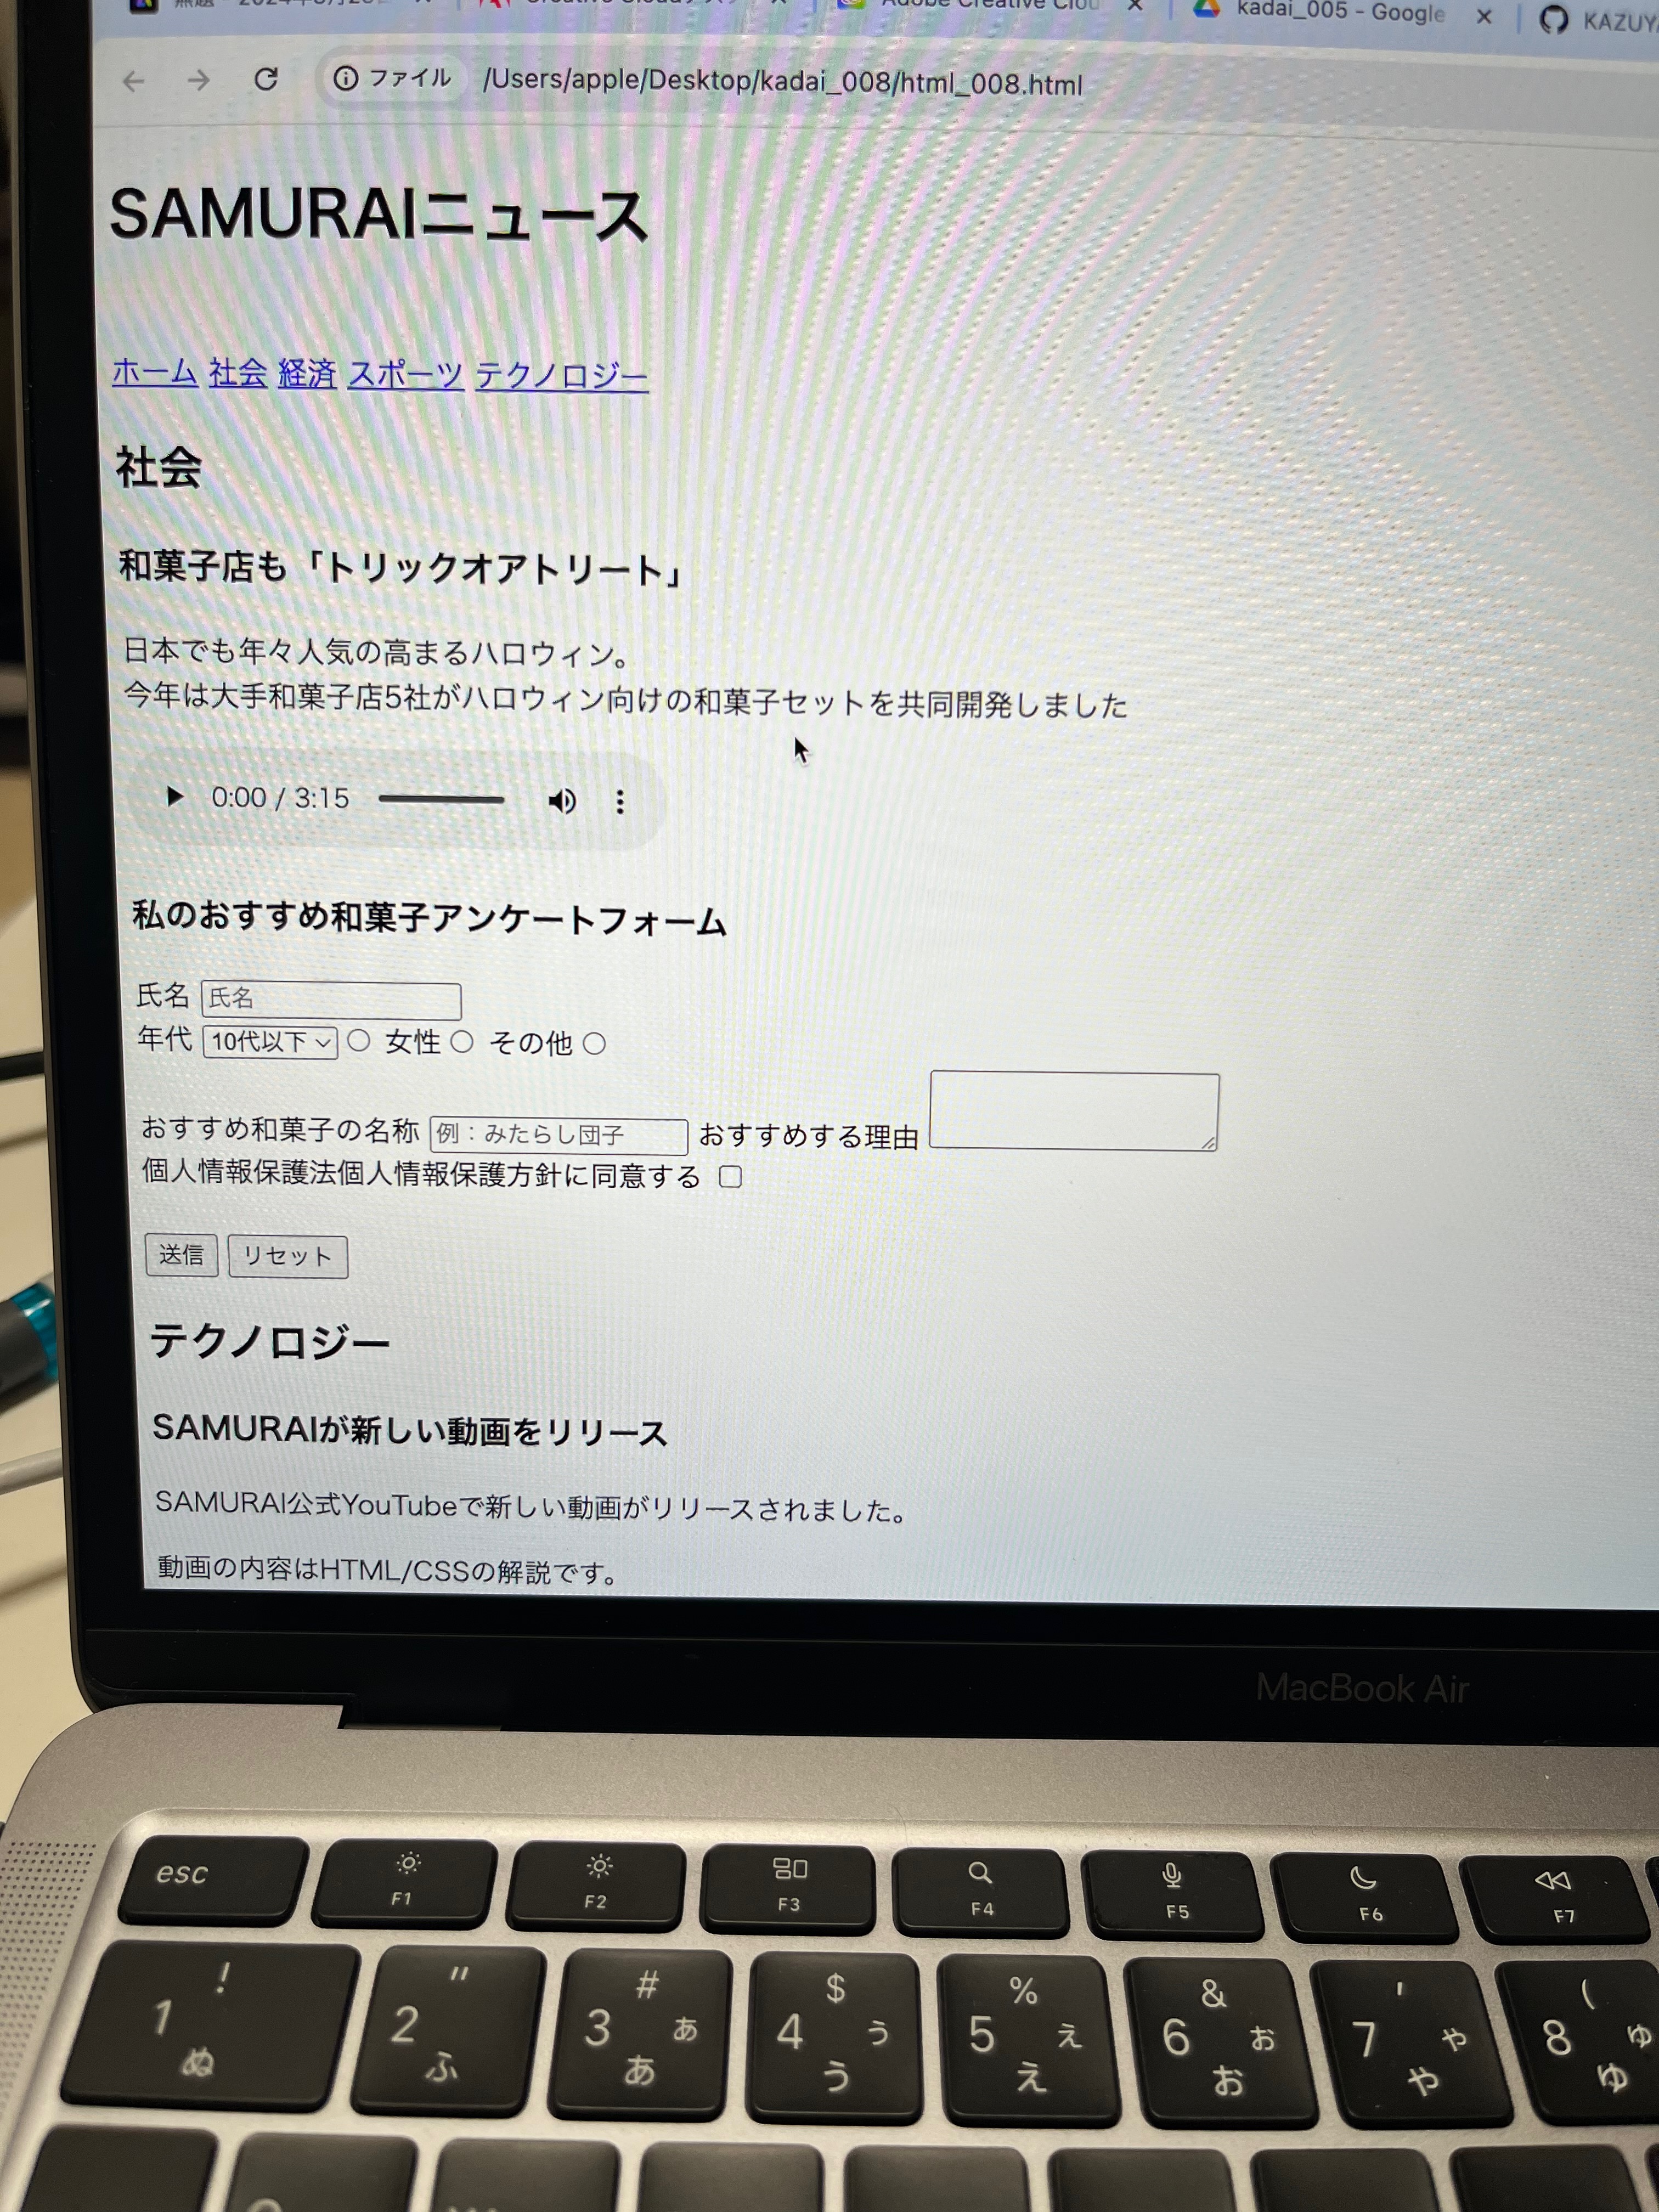 kadai_005 - Google
ファイル /Users/apple/Desktop/kadai_008/html_008.html
SAMURAIニュース
ホーム 社会 経済 スポーツ テクノロジー
社会
和菓子店も「トリックオアトリート」
日本でも年々人気の高まるハロウィン。
今年は大手和菓子店5社がハロウィン向けの和菓子セットを共同開発しました
0:00 / 3:15
私のおすすめ和菓子アンケートフォーム
氏名 氏名
年代 10代以下 女性 その他
おすすめ和菓子の名称 例：みたらし団子 おすすめする理由
個人情報保護法個人情報保護方針に同意する
送信 リセット
テクノロジー
SAMURAIが新しい動画をリリース
SAMURAI公式YouTubeで新しい動画がリリースされました。
動画の内容はHTML/CSSの解説です。
MacBook Air
esc F1 F2 F3 F4 F5 F6 F7
! " # $ % & ' (
1 ぬ 2 ふ 3 あ あ 4 う う 5 え え 6 お お 7 や や 8 ゆ ゆ